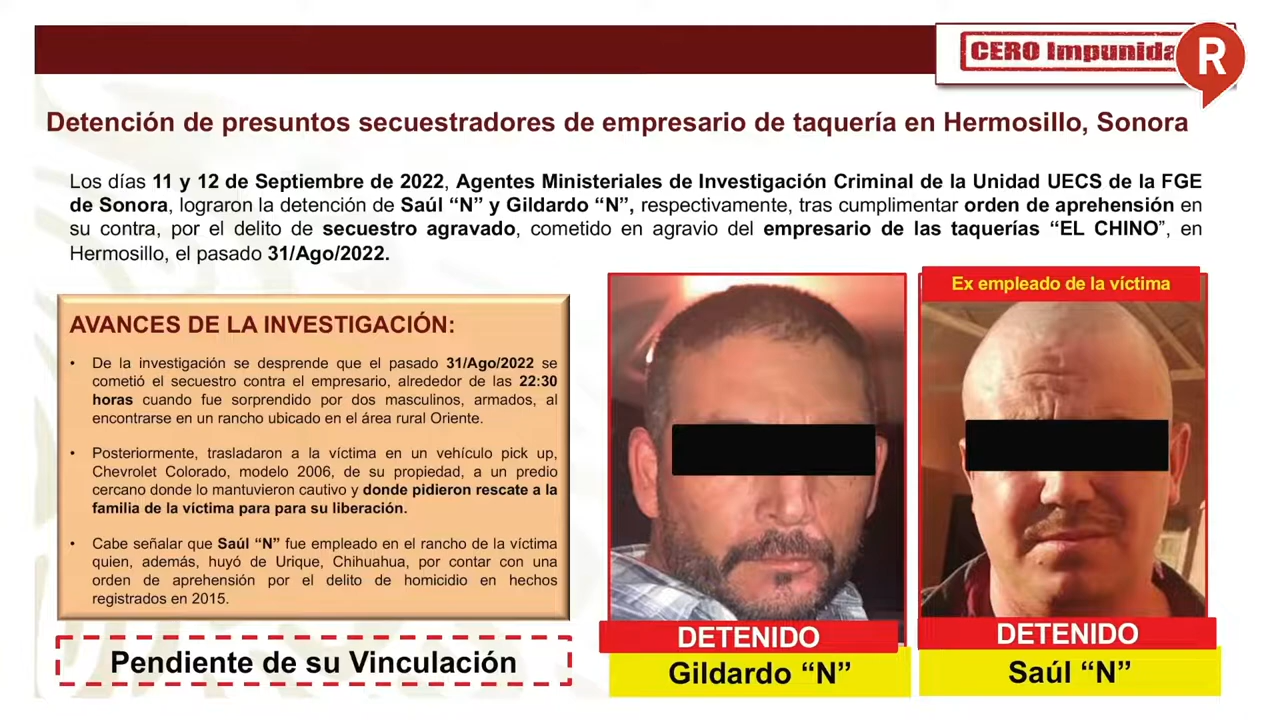 CERO Impunida
R
Detención de presuntos secuestradores de empresario de taquería en Hermosillo, Sonora
Los días 11 y 12 de Septiembre de 2022, Agentes Ministeriales de Investigación Criminal de la Unidad UECS de la FGE
de Sonora, lograron la detención de Saúl “N” y Gildardo “N”, respectivamente, tras cumplimentar orden de aprehensión en
su contra, por el delito de secuestro agravado, cometido en agravio del empresario de las taquerías “EL CHINO”, en
Hermosillo, el pasado 31/Ago/2022.
AVANCES DE LA INVESTIGACIÓN:
• De la investigación se desprende que el pasado 31/Ago/2022 se
cometió el secuestro contra el empresario, alrededor de las 22:30
horas cuando fue sorprendido por dos masculinos, armados, al
encontrarse en un rancho ubicado en el área rural Oriente.
• Posteriormente, trasladaron a la víctima en un vehículo pick up,
Chevrolet Colorado, modelo 2006, de su propiedad, a un predio
cercano donde lo mantuvieron cautivo y donde pidieron rescate a la
familia de la víctima para para su liberación.
• Cabe señalar que Saúl “N” fue empleado en el rancho de la víctima
quien, además, huyó de Urique, Chihuahua, por contar con una
orden de aprehensión por el delito de homicidio en hechos
registrados en 2015.
Pendiente de su Vinculación
DETENIDO
Gildardo “N”
Ex empleado de la víctima
DETENIDO
Saúl “N”